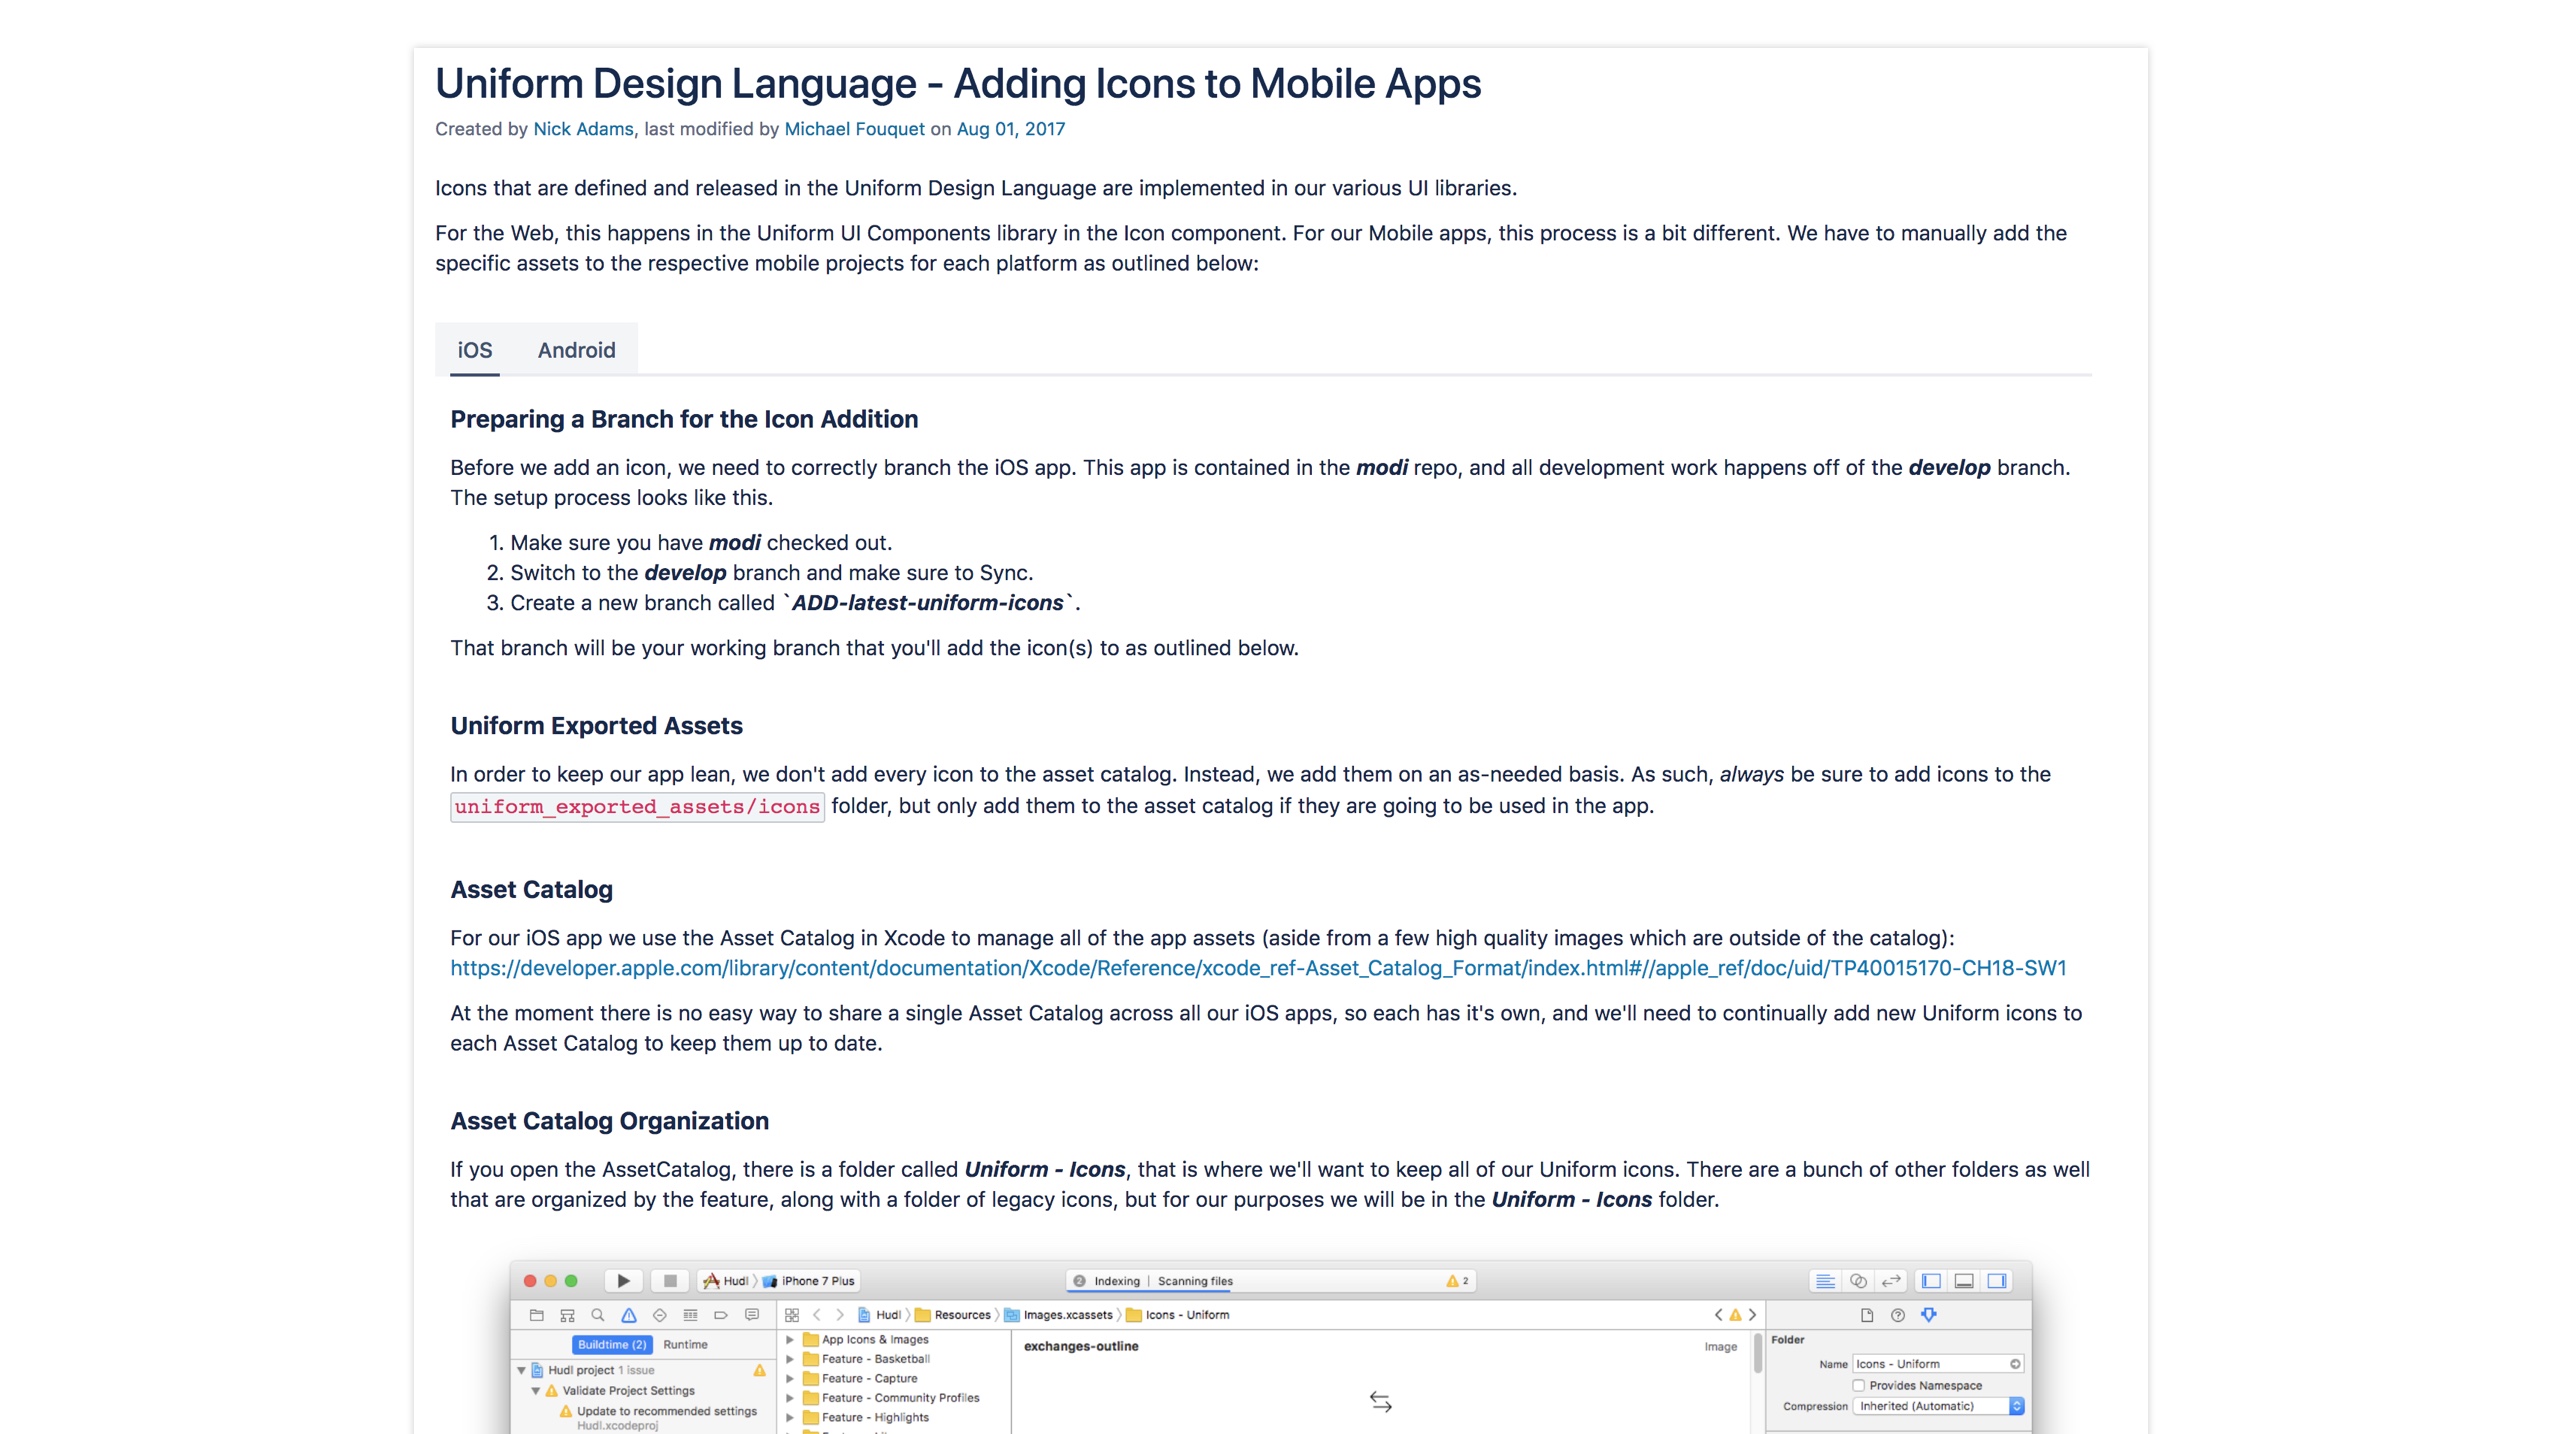 Uniform Design Language - Adding Icons to Mobile Apps
Created by Nick Adams, last modified by Michael Fouquet on Aug 01, 2017
Icons that are defined and released in the Uniform Design Language are implemented in our various UI libraries.
For the Web, this happens in the Uniform UI Components library in the Icon component. For our Mobile apps, this process is a bit different. We have to manually add the
specific assets to the respective mobile projects for each platform as outlined below:
iOS Android
Preparing a Branch for the Icon Addition
Before we add an icon, we need to correctly branch the iOS app. This app is contained in the modi repo, and all development work happens off of the develop branch.
The setup process looks like this.
1. Make sure you have modi checked out.
2. Switch to the develop branch and make sure to Sync.
3. Create a new branch called `ADD-latest-uniform-icons`.
That branch will be your working branch that you'll add the icon(s) to as outlined below.
Uniform Exported Assets
In order to keep our app lean, we don't add every icon to the asset catalog. Instead, we add them on an as-needed basis. As such, always be sure to add icons to the
uniform_exported_assets/icons folder, but only add them to the asset catalog if they are going to be used in the app.
Asset Catalog
For our iOS app we use the Asset Catalog in Xcode to manage all of the app assets (aside from a few high quality images which are outside of the catalog):
https://developer.apple.com/library/content/documentation/Xcode/Reference/xcode_ref-Asset_Catalog_Format/index.html#//apple_ref/doc/uid/TP40015170-CH18-SW1
At the moment there is no easy way to share a single Asset Catalog across all our iOS apps, so each has it's own, and we'll need to continually add new Uniform icons to
each Asset Catalog to keep them up to date.
Asset Catalog Organization
If you open the AssetCatalog, there is a folder called Uniform - Icons, that is where we'll want to keep all of our Uniform icons. There are a bunch of other folders as well
that are organized by the feature, along with a folder of legacy icons, but for our purposes we will be in the Uniform - Icons folder.
Hudl iPhone 7 Plus 2 Indexing | Scanning files 2
Hudl Resources Images.xcassets Icons - Uniform
Buildtime (2) Runtime
Hudl project 1 issue
Validate Project Settings
Update to recommended settings
Hudl.xcodeproj
App Icons & Images
Feature - Basketball
Feature - Capture
Feature - Community Profiles
Feature - Highlights
exchanges-outline Image
Folder
Name Icons - Uniform
Provides Namespace
Compression Inherited (Automatic)